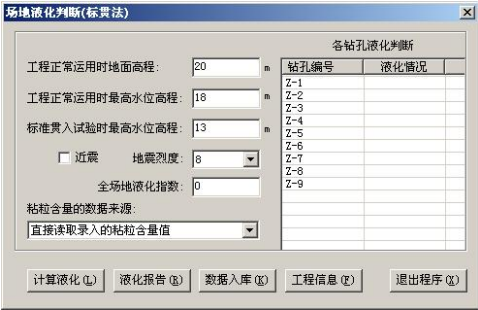 场地液化判断(标贯法)
工程正常运用时地面高程: 20 m
工程正常运用时最高水位高程: 18 m
标准贯入试验时最高水位高程: 13 m
近震 地震烈度: 8
全场地液化指数: 0
粘粒含量的数据来源:
直接读取录入的粘粒含量值
各钻孔液化判断
钻孔编号 液化情况
Z-1
Z-2
Z-3
Z-4
Z-5
Z-6
Z-7
Z-8
Z-9
计算液化(L) 液化报告(R) 数据入库(K) 工程信息(F) 退出程序(X)